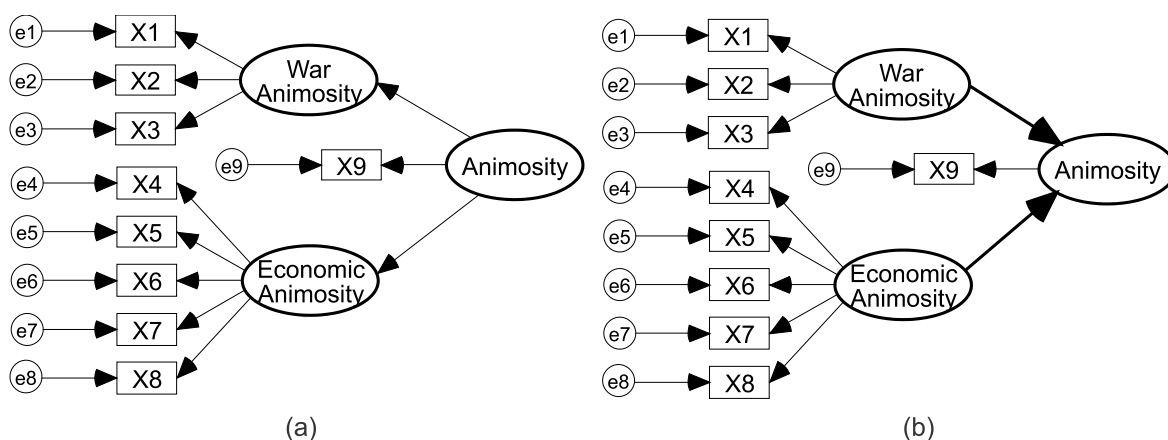 e1
X1
e2
X2
War
Animosity
e3
X3
e9
X9
Animosity
e4
X4
e5
X5
e6
X6
Economic
Animosity
e7
X7
e8
X8
(a)
e1
X1
e2
X2
War
Animosity
e3
X3
e9
X9
Animosity
e4
X4
e5
X5
e6
X6
Economic
Animosity
e7
X7
e8
X8
(b)